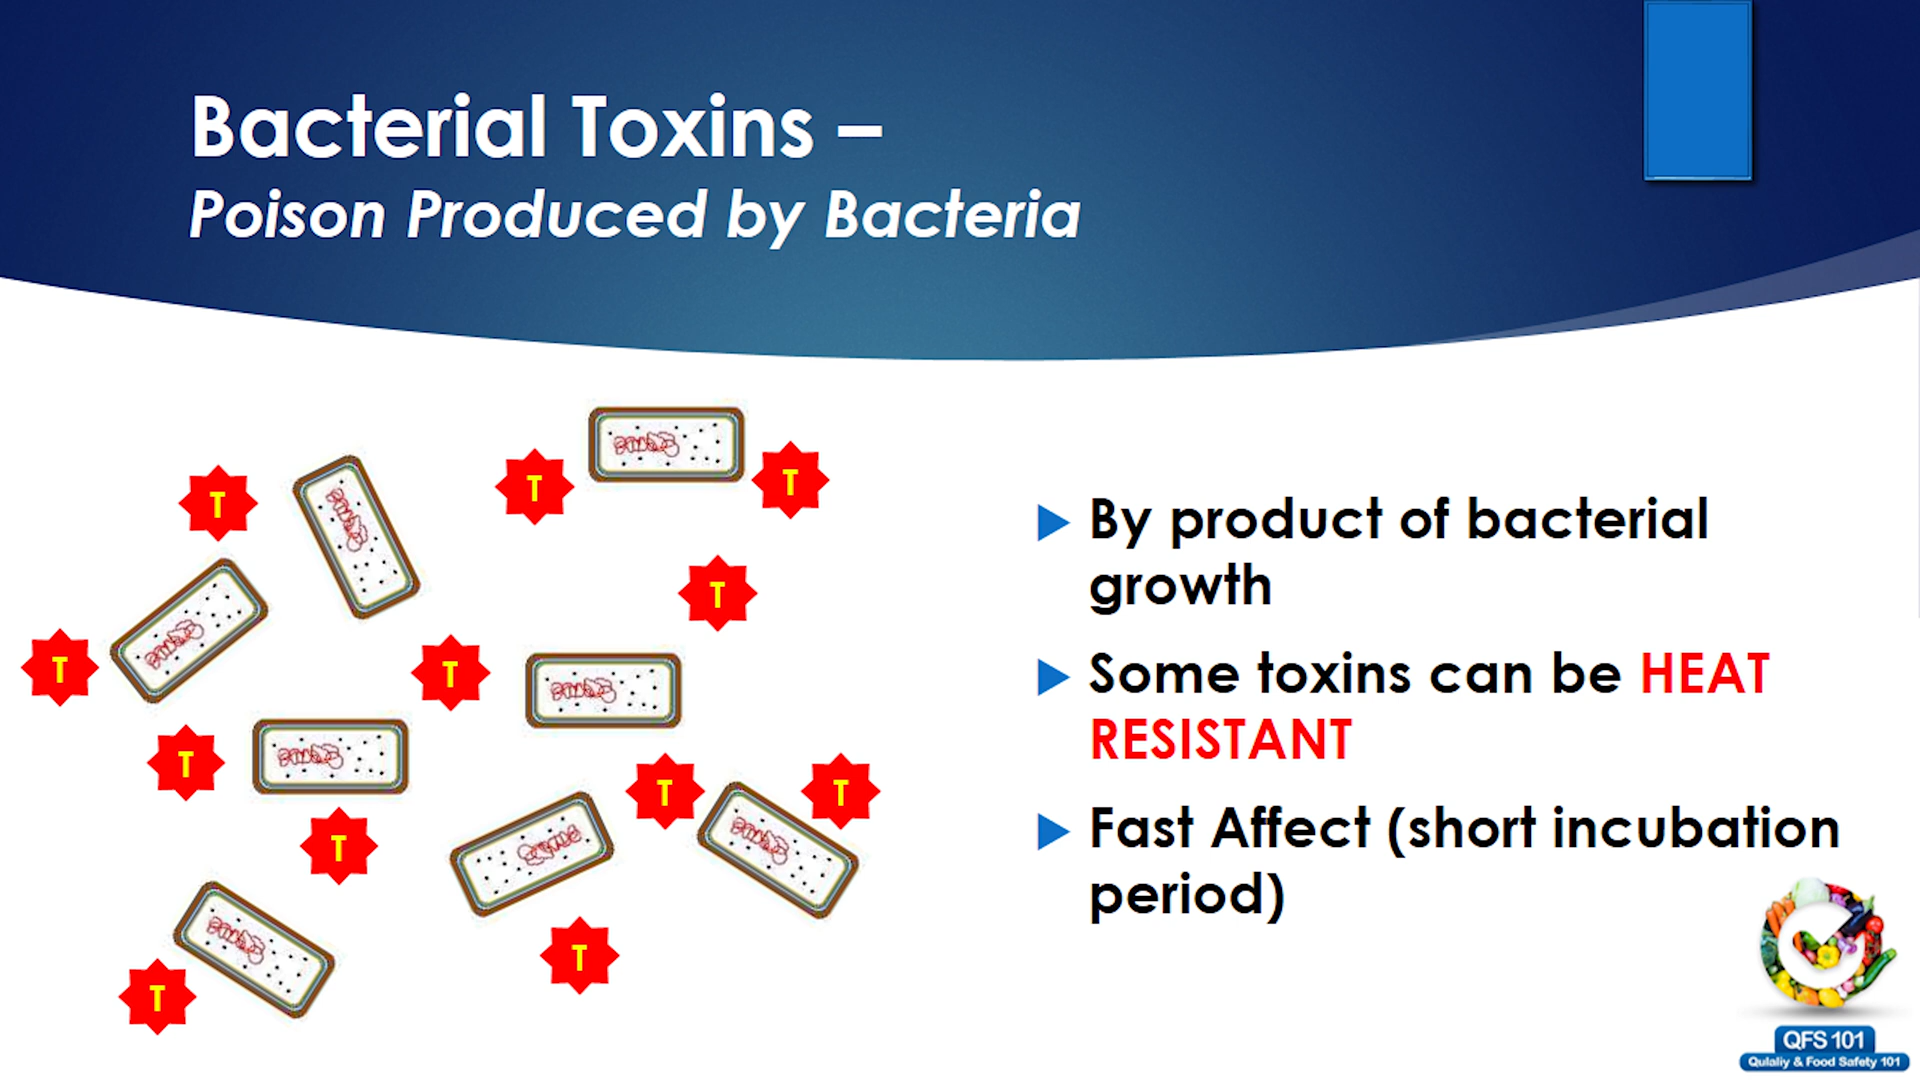 Bacterial Toxins –
Poison Produced by Bacteria
T
T
T
T
T
T
T
T
T
T
T
T
By product of bacterial
growth
Some toxins can be HEAT
RESISTANT
Fast Affect (short incubation
period)
QFS 101
Qulaliy & Food Safety 101